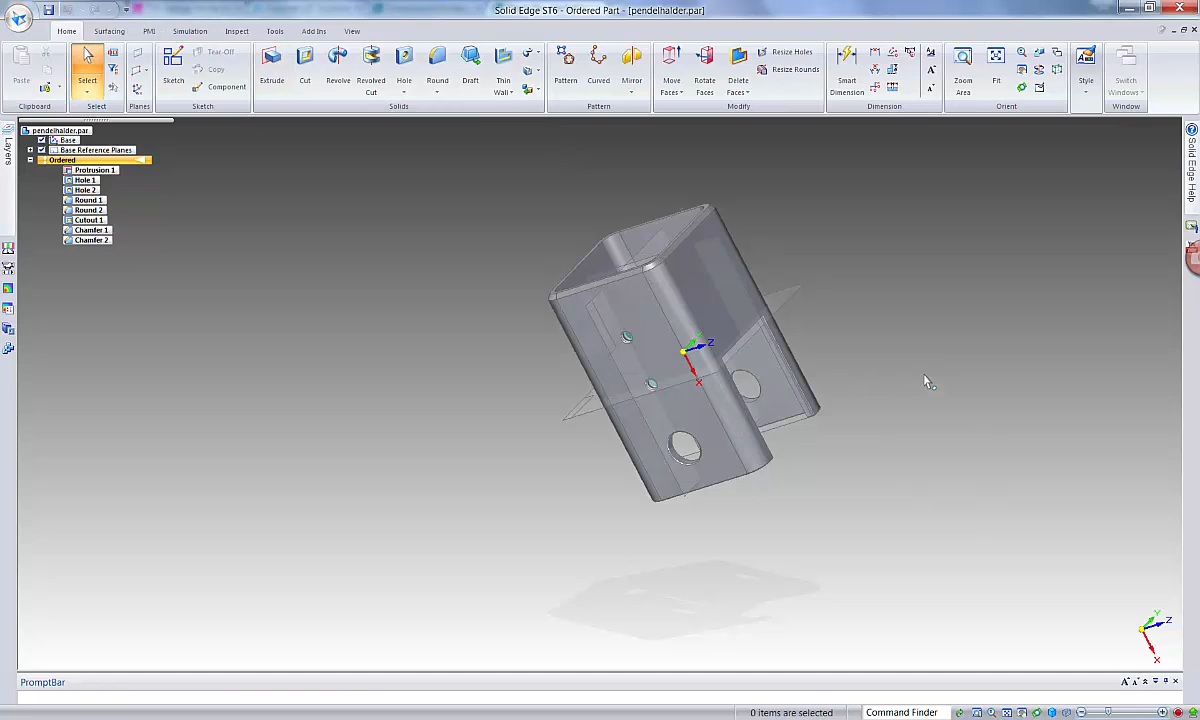 Solid Edge ST6 - Ordered Part - [pendelhalder.par]
Home Surfacing PMI Simulation Inspect Tools Add Ins View
Paste
Clipboard
Select
Select
Planes
Sketch
Tear-Off
Copy
Component
Sketch
Extrude
Cut
Revolve
Revolved
Cut
Hole
Round
Draft
Thin
Wall
Solids
Pattern
Curved
Mirror
Pattern
Move
Faces
Rotate
Faces
Delete
Faces
Resize Holes
Resize Rounds
Modify
Smart
Dimension
Dimension
Zoom
Area
Fit
Orient
Style
Style
Switch
Windows
Window
Layers
pendelhalder.par
Base
Base Reference Planes
Ordered
Protrusion 1
Hole 1
Hole 2
Round 1
Round 2
Cutout 1
Chamfer 1
Chamfer 2
Solid Edge Help
Z
X
Y
Z
X
PromptBar
0 items are selected
Command Finder